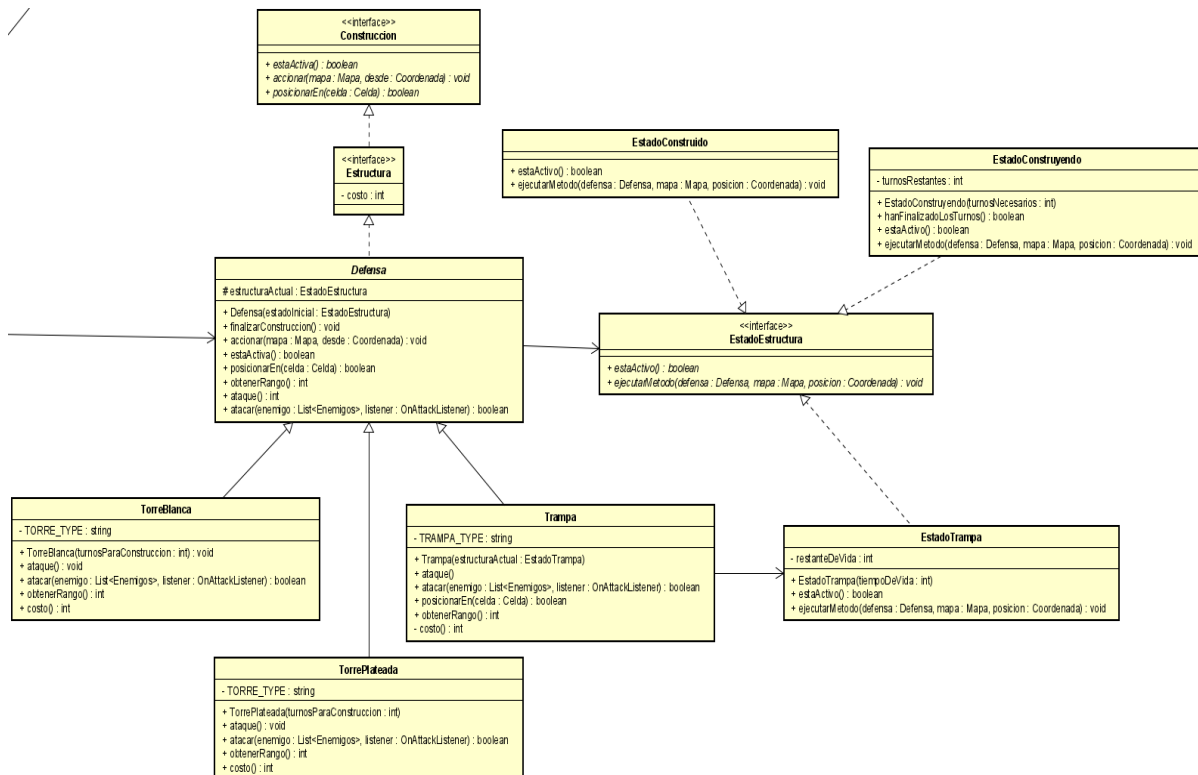 <<interface>>
Construccion
+ estaActiva() : boolean
+ accionar(mapa : Mapa, desde : Coordenada) : void
+ posicionarEn(celda : Celda) : boolean
<<interface>>
Estructura
- costo : int
Defensa
# estructuraActual : EstadoEstructura
+ Defensa(estadoInicial : EstadoEstructura)
+ finalizarConstruccion() : void
+ accionar(mapa : Mapa, desde : Coordenada) : void
+ estaActiva() : boolean
+ posicionarEn(celda : Celda) : boolean
+ obtenerRango() : int
+ ataque() : int
+ atacar(enemigo : List<Enemigos>, listener : OnAttackListener) : boolean
EstadoConstruido
+ estaActivo() : boolean
+ ejecutarMetodo(defensa : Defensa, mapa : Mapa, posicion : Coordenada) : void
EstadoConstruyendo
- turnosRestantes : int
+ EstadoConstruyendo(turnosNecesarios : int)
+ hanFinalizadoLosTurnos() : boolean
+ estaActivo() : boolean
+ ejecutarMetodo(defensa : Defensa, mapa : Mapa, posicion : Coordenada) : void
<<interface>>
EstadoEstructura
+ estaActivo() : boolean
+ ejecutarMetodo(defensa : Defensa, mapa : Mapa, posicion : Coordenada) : void
TorreBlanca
- TORRE_TYPE : string
+ TorreBlanca(turnosParaConstruccion : int) : void
+ ataque() : void
+ atacar(enemigo : List<Enemigos>, listener : OnAttackListener) : boolean
+ obtenerRango() : int
+ costo() : int
Trampa
- TRAMPA_TYPE : string
+ Trampa(estructuraActual : EstadoTrampa)
+ ataque()
+ atacar(enemigo : List<Enemigos>, listener : OnAttackListener) : boolean
+ posicionarEn(celda : Celda) : boolean
+ obtenerRango() : int
- costo() : int
EstadoTrampa
- restanteDeVida : int
+ EstadoTrampa(tiempoDeVida : int)
+ estaActivo() : boolean
+ ejecutarMetodo(defensa : Defensa, mapa : Mapa, posicion : Coordenada) : void
TorrePlateada
- TORRE_TYPE : string
+ TorrePlateada(turnosParaConstruccion : int)
+ ataque() : void
+ atacar(enemigo : List<Enemigos>, listener : OnAttackListener) : boolean
+ obtenerRango() : int
+ costo() : int